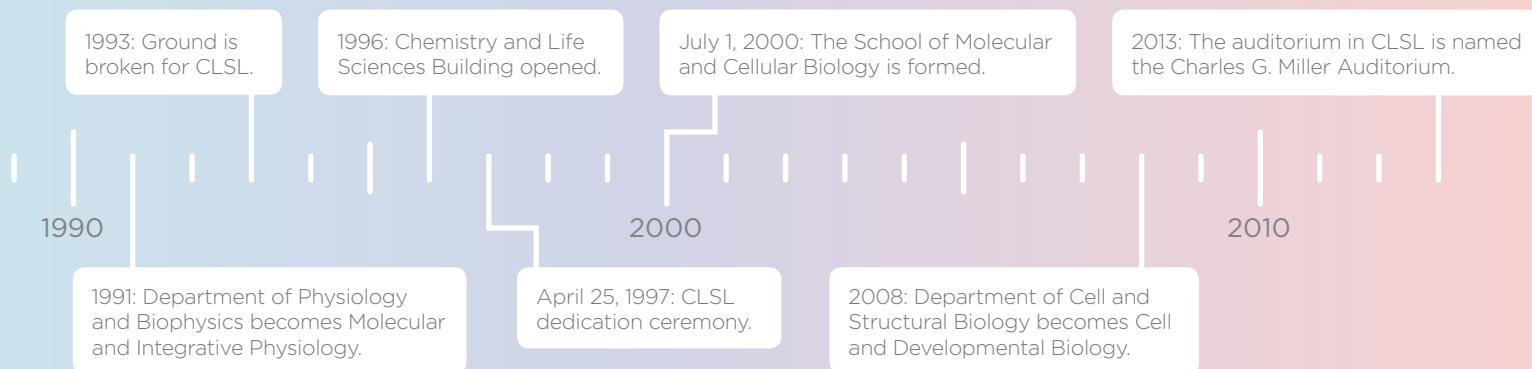 1993: Ground is
broken for CLSL.
1996: Chemistry and Life
Sciences Building opened.
July 1, 2000: The School of Molecular
and Cellular Biology is formed.
2013: The auditorium in CLSL is named
the Charles G. Miller Auditorium.
1990
2000
2010
1991: Department of Physiology
and Biophysics becomes Molecular
and Integrative Physiology.
April 25, 1997: CLSL
dedication ceremony.
2008: Department of Cell and
Structural Biology becomes Cell
and Developmental Biology.